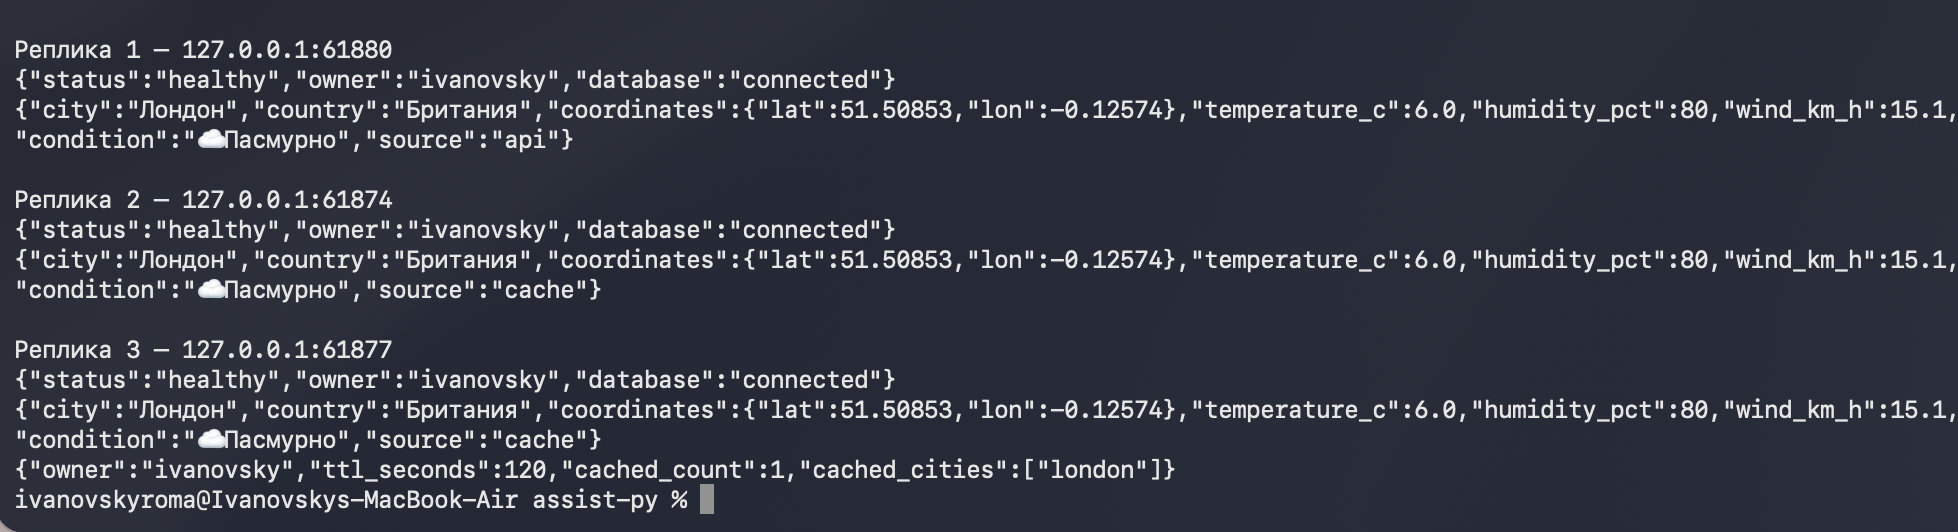 Реплика 1 — 127.0.0.1:61880
{"status":"healthy","owner":"ivanovsky","database":"connected"}
{"city":"Лондон","country":"Британия","coordinates":{"lat":51.50853,"lon":-0.12574},"temperature_c":6.0,"humidity_pct":80,"wind_km_h":15.1,
"condition":"☁️Пасмурно","source":"api"}
Реплика 2 — 127.0.0.1:61874
{"status":"healthy","owner":"ivanovsky","database":"connected"}
{"city":"Лондон","country":"Британия","coordinates":{"lat":51.50853,"lon":-0.12574},"temperature_c":6.0,"humidity_pct":80,"wind_km_h":15.1,
"condition":"☁️Пасмурно","source":"cache"}
Реплика 3 — 127.0.0.1:61877
{"status":"healthy","owner":"ivanovsky","database":"connected"}
{"city":"Лондон","country":"Британия","coordinates":{"lat":51.50853,"lon":-0.12574},"temperature_c":6.0,"humidity_pct":80,"wind_km_h":15.1,
"condition":"☁️Пасмурно","source":"cache"}
{"owner":"ivanovsky","ttl_seconds":120,"cached_count":1,"cached_cities":["london"]}
ivanovskyroma@Ivanovskys-MacBook-Air assist-py %